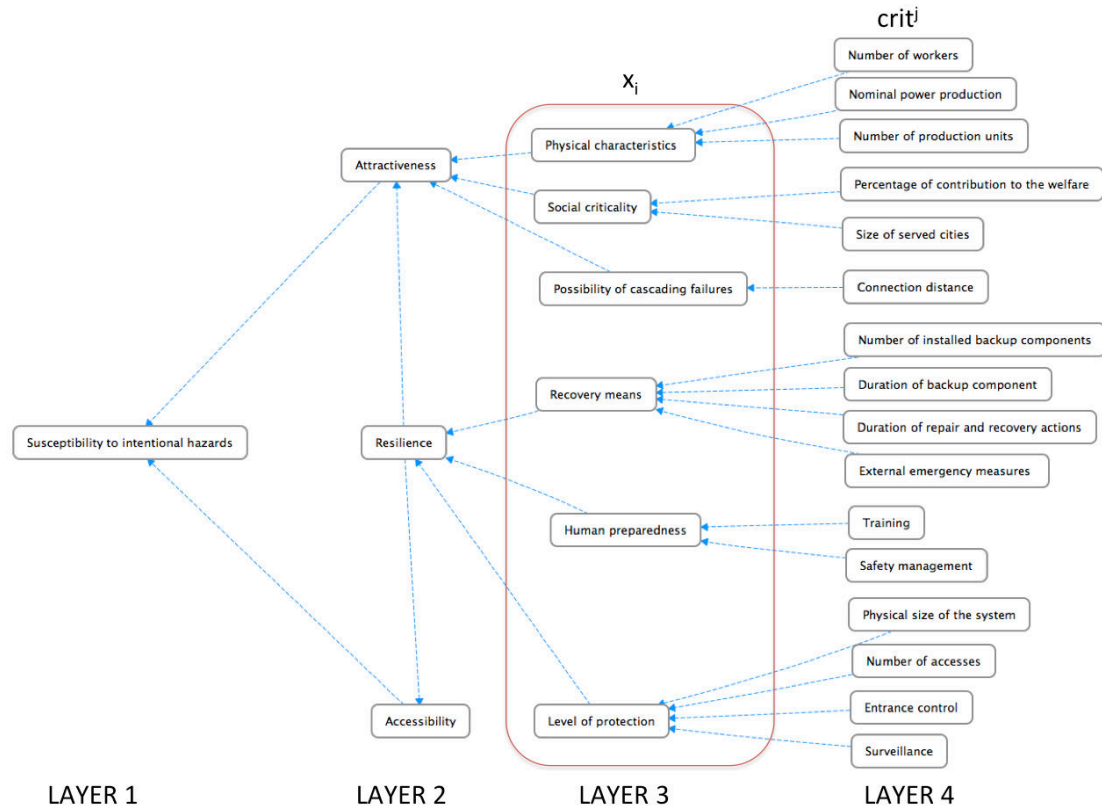 crit^j
x_i
Number of workers
Nominal power production
Number of production units
Physical characteristics
Attractiveness
Percentage of contribution to the welfare
Social criticality
Size of served cities
Possibility of cascading failures
Connection distance
Number of installed backup components
Recovery means
Duration of backup component
Duration of repair and recovery actions
Susceptibility to intentional hazards
Resilience
External emergency measures
Human preparedness
Training
Safety management
Physical size of the system
Number of accesses
Accessibility
Level of protection
Entrance control
Surveillance
LAYER 1
LAYER 2
LAYER 3
LAYER 4